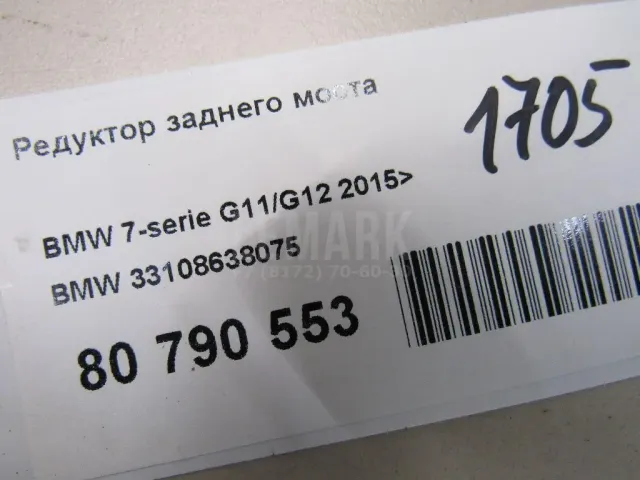 Редуктор заднего моста
1705
BMW 7-serie G11/G12 2015>
BMW 33108638075
80 790 553